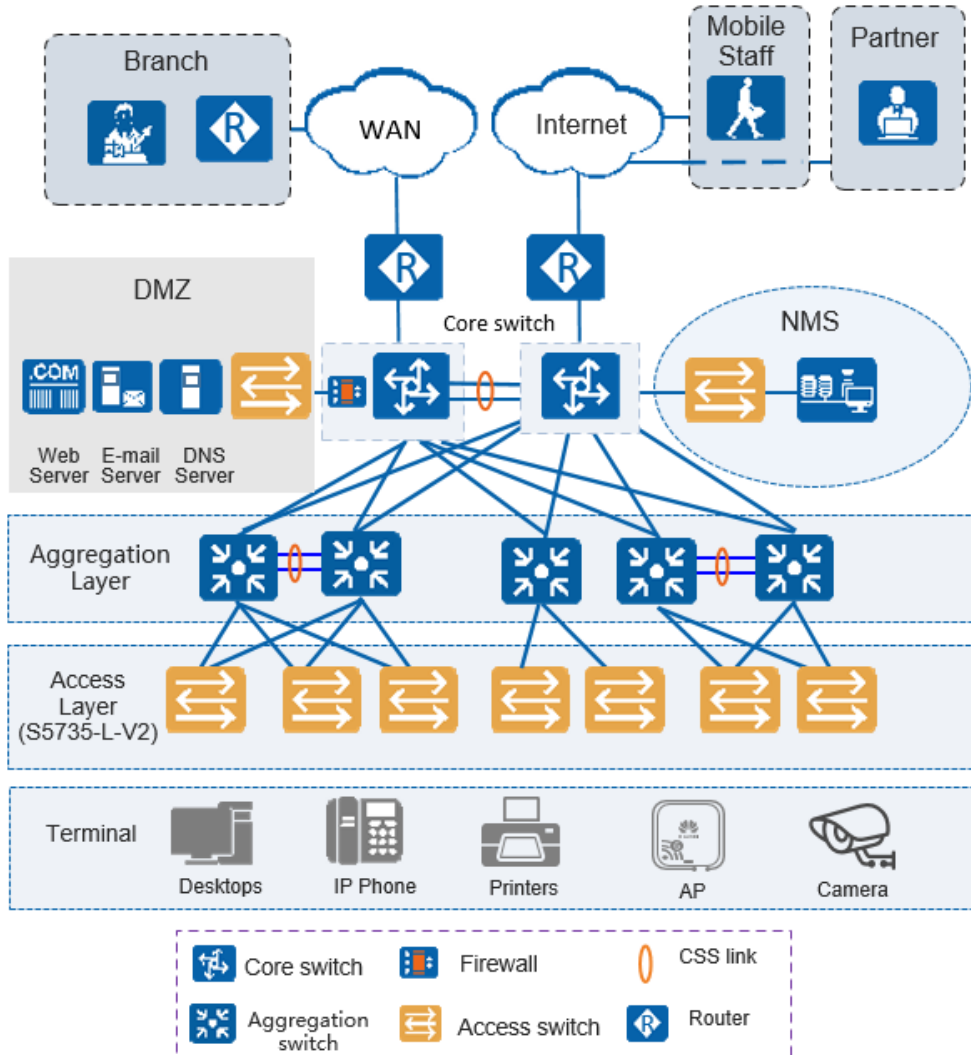 Branch
WAN
Internet
Mobile
Staff
Partner
R
R
R
DMZ
Core switch
NMS
.COM
Web
Server
E-mail
Server
DNS
Server
Aggregation
Layer
Access
Layer
(S5735-L-V2)
Terminal
Desktops
IP Phone
Printers
AP
Camera
Core switch
Firewall
CSS link
Aggregation
switch
Access switch
R
Router